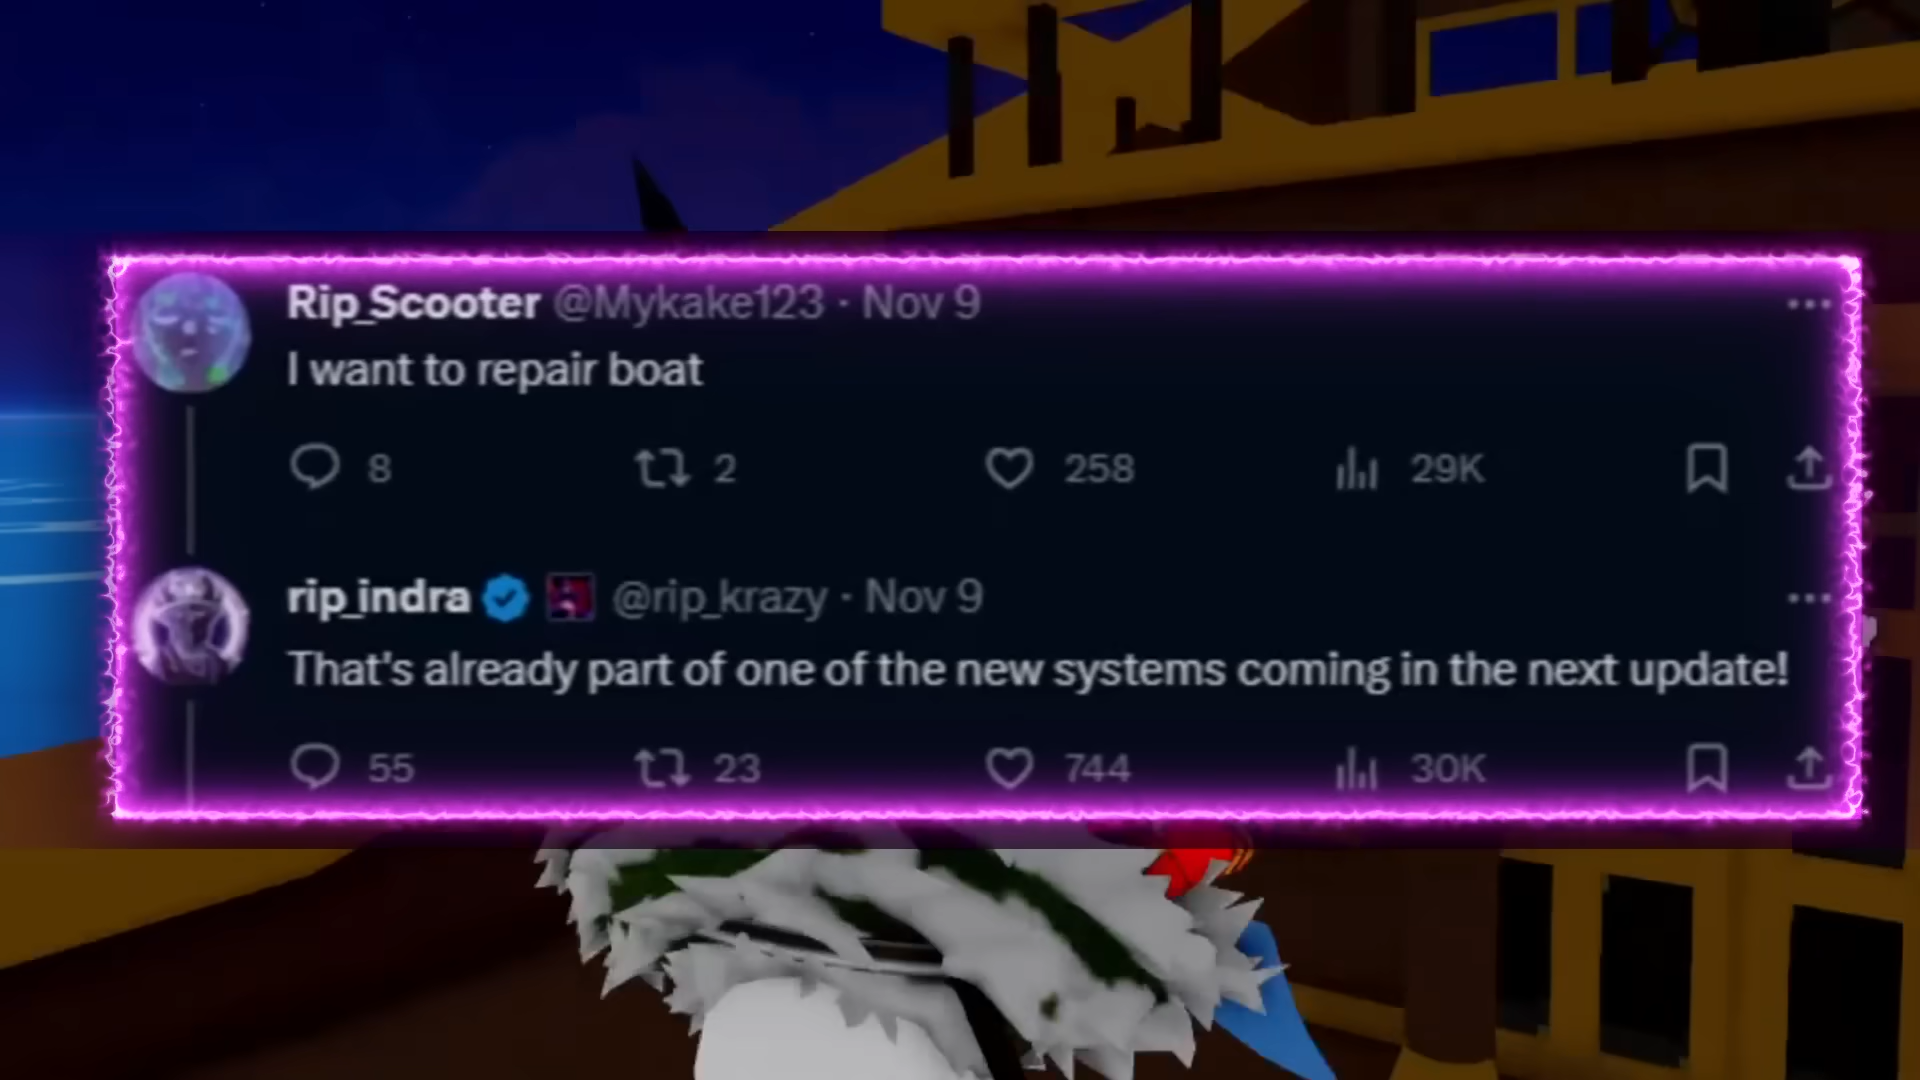 Rip_Scooter @Mykake123 · Nov 9
I want to repair boat
8 2 258 29K
rip_indra @rip_krazy · Nov 9
That's already part of one of the new systems coming in the next update!
55 23 744 30K